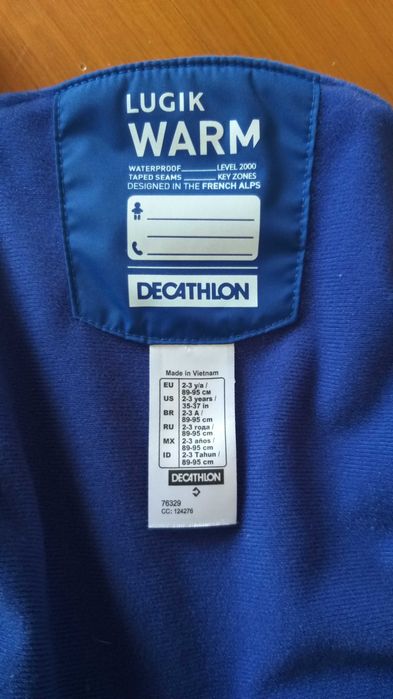 LUGIK
WARM
WATERPROOF LEVEL 2000
TAPED SEAMS KEY ZONES
DESIGNED IN THE FRENCH ALPS
DECATHLON
Made in Vietnam
EU 2-3 y/a /
89-95 CM
US 2-3 years /
35-37 in
BR 2-3 A /
89-95 cm
RU 2-3 года /
89-95 cm
MX 2-3 años /
89-95 cm
ID 2-3 Tahun /
89-95 cm
DECATHLON
76329
CC: 124276